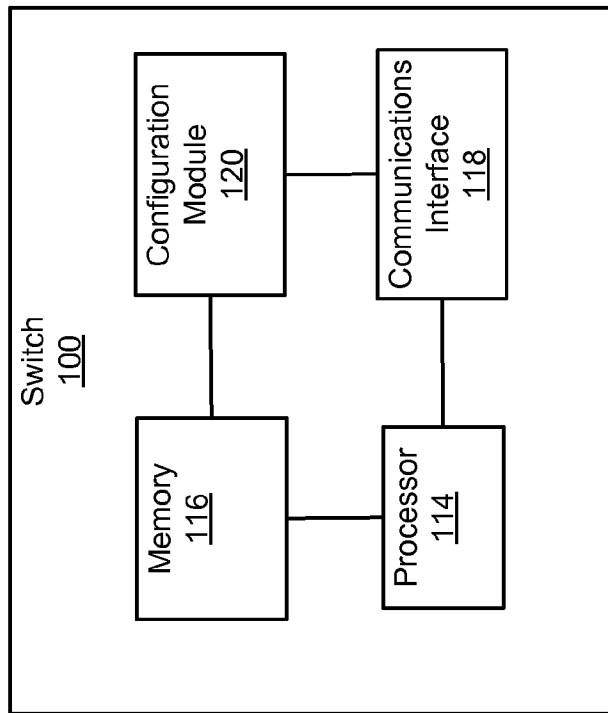 Switch
100
Memory
116
Configuration
Module
120
Processor
114
Communications
Interface
118